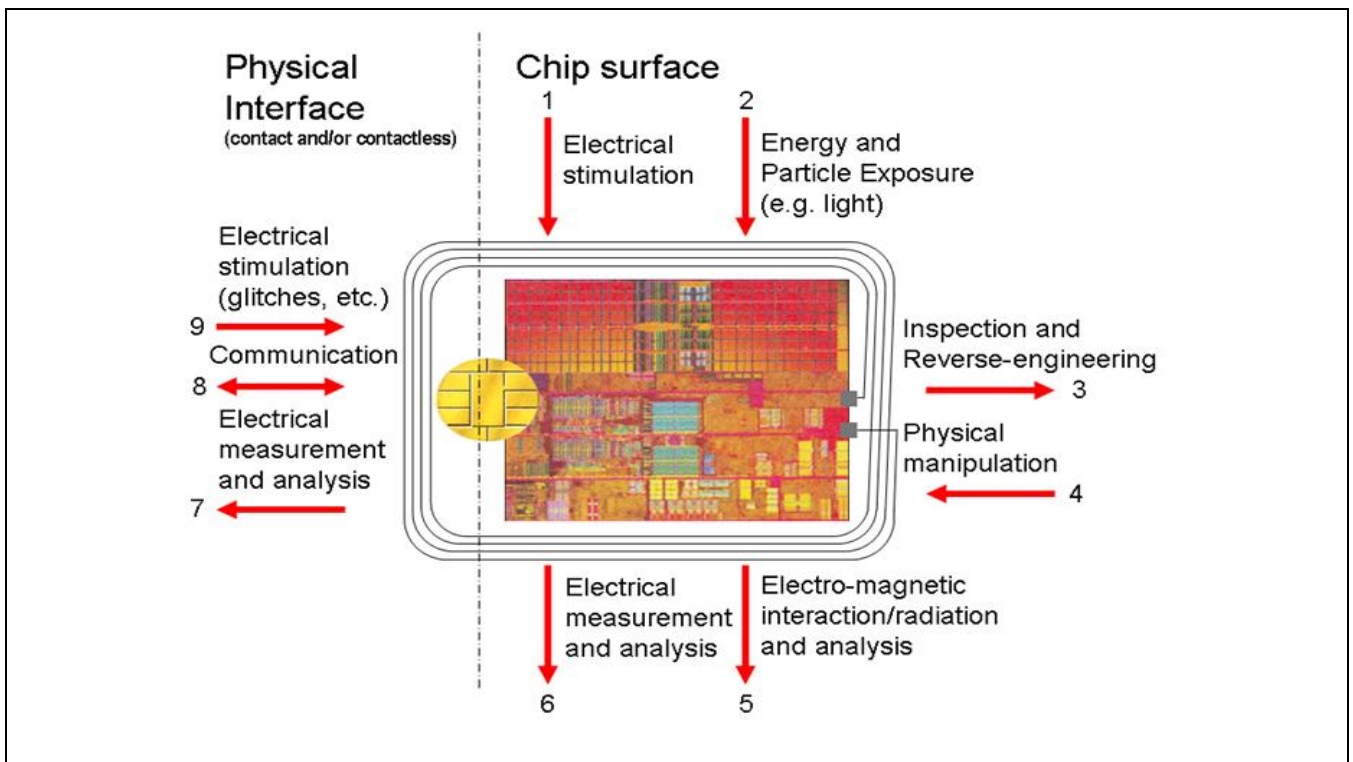 Physical
Interface
(contact and/or contactless)
Chip surface
1
2
Electrical
stimulation
Energy and
Particle Exposure
(e.g. light)
Electrical
stimulation
(glitches, etc.)
9
Communication
8
Electrical
measurement
and analysis
7
Inspection and
Reverse-engineering
3
Physical
manipulation
4
Electrical
measurement
and analysis
6
Electro-magnetic
interaction/radiation
and analysis
5